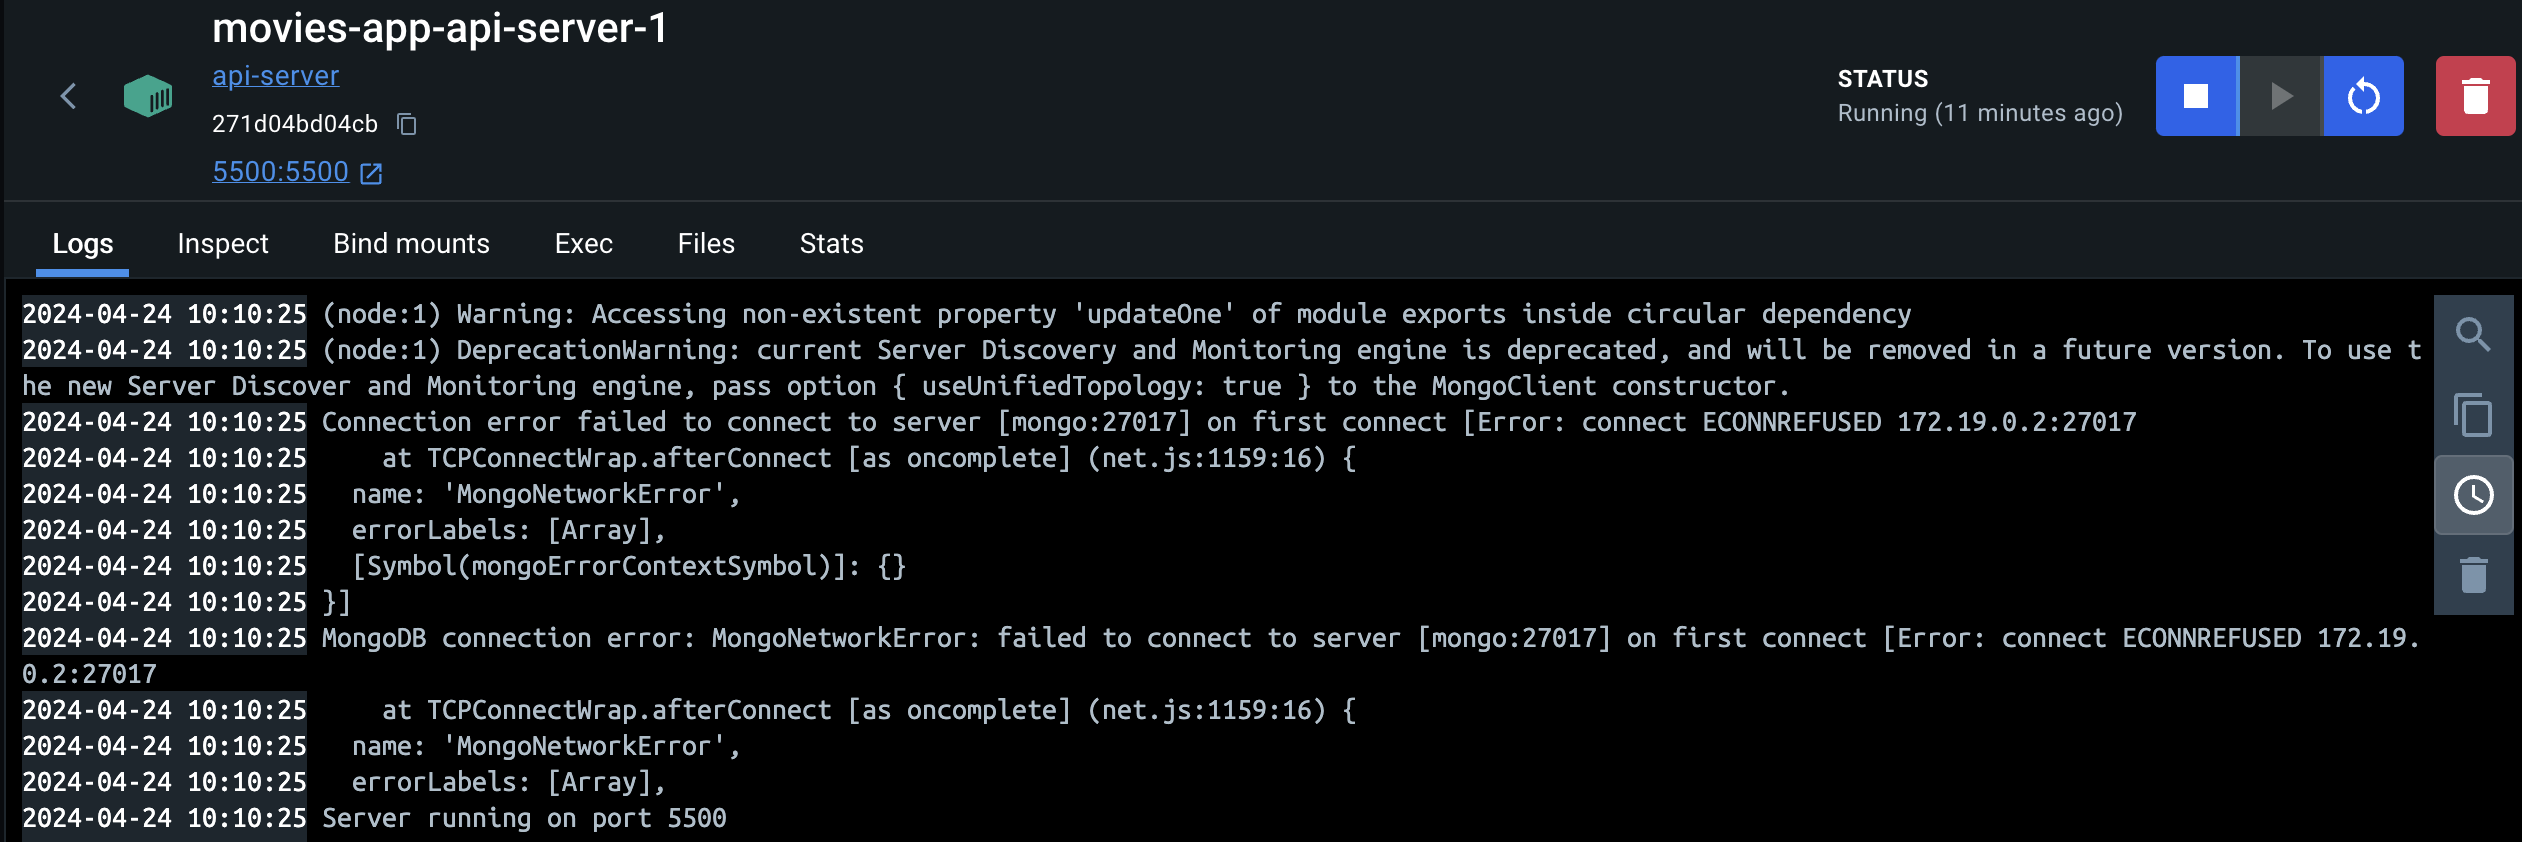 movies-app-api-server-1
api-server
271d04bd04cb
5500:5500
STATUS
Running (11 minutes ago)
Logs Inspect Bind mounts Exec Files Stats
2024-04-24 10:10:25 (node:1) Warning: Accessing non-existent property 'updateOne' of module exports inside circular dependency
2024-04-24 10:10:25 (node:1) DeprecationWarning: current Server Discovery and Monitoring engine is deprecated, and will be removed in a future version. To use t
he new Server Discover and Monitoring engine, pass option { useUnifiedTopology: true } to the MongoClient constructor.
2024-04-24 10:10:25 Connection error failed to connect to server [mongo:27017] on first connect [Error: connect ECONNREFUSED 172.19.0.2:27017
2024-04-24 10:10:25     at TCPConnectWrap.afterConnect [as oncomplete] (net.js:1159:16) {
2024-04-24 10:10:25   name: 'MongoNetworkError',
2024-04-24 10:10:25   errorLabels: [Array],
2024-04-24 10:10:25   [Symbol(mongoErrorContextSymbol)]: {}
2024-04-24 10:10:25 }]
2024-04-24 10:10:25 MongoDB connection error: MongoNetworkError: failed to connect to server [mongo:27017] on first connect [Error: connect ECONNREFUSED 172.19.
0.2:27017
2024-04-24 10:10:25     at TCPConnectWrap.afterConnect [as oncomplete] (net.js:1159:16) {
2024-04-24 10:10:25   name: 'MongoNetworkError',
2024-04-24 10:10:25   errorLabels: [Array],
2024-04-24 10:10:25 Server running on port 5500